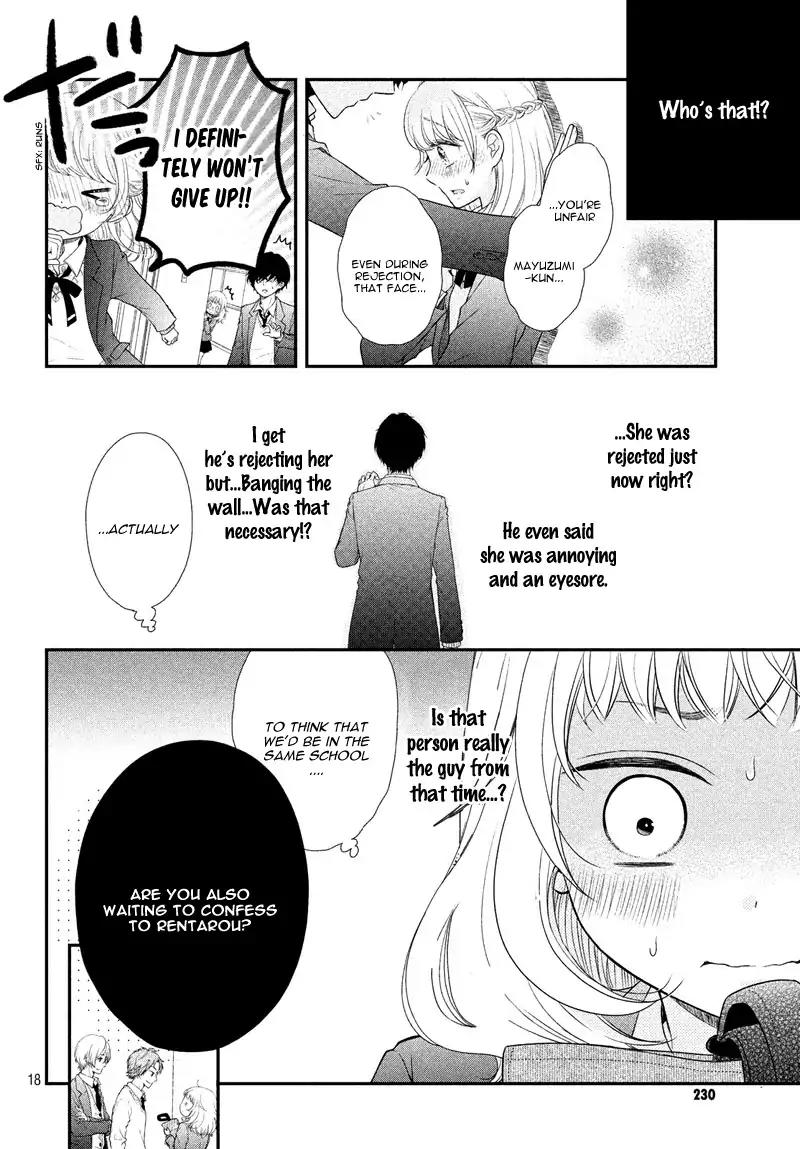 Who's that!?
...YOU'RE
UNFAIR
MAYUZUMI
-KUN...
EVEN DURING
REJECTION,
THAT FACE...
I DEFINI-
TELY WON'T
GIVE UP!!
ドドッ
SFX: RUNS
...She was
rejected just
now right?
He even said
she was annoying
and an eyesore.
I get
he's rejecting her
but...Banging the
wall...Was that
necessary!?
...ACTUALLY
Is that
person really
the guy from
that time...?
TO THINK THAT
WE'D BE IN THE
SAME SCHOOL
....
ARE YOU ALSO
WAITING TO CONFESS
TO RENTAROU?
18
230